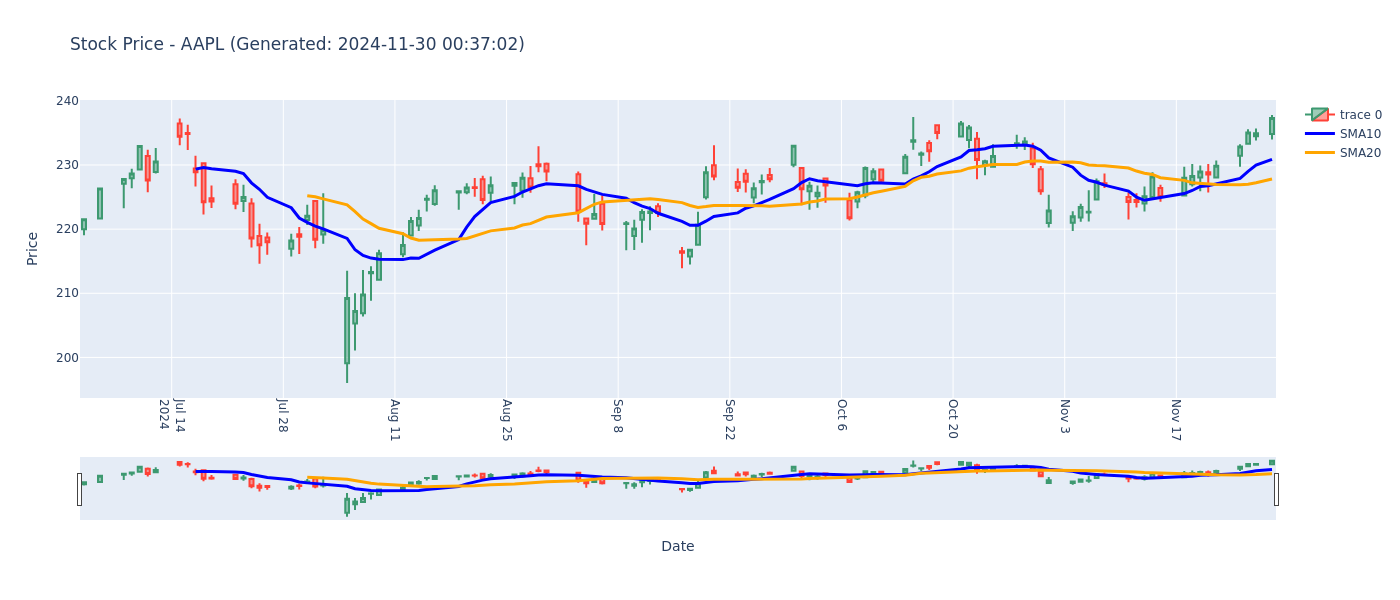 Stock Price - AAPL (Generated: 2024-11-30 00:37:02)
240
230
220
210
200
Price
Jul 14
2024
Jul 28
Aug 11
Aug 25
Sep 8
Sep 22
Oct 6
Oct 20
Nov 3
Nov 17
Date
trace 0
SMA10
SMA20